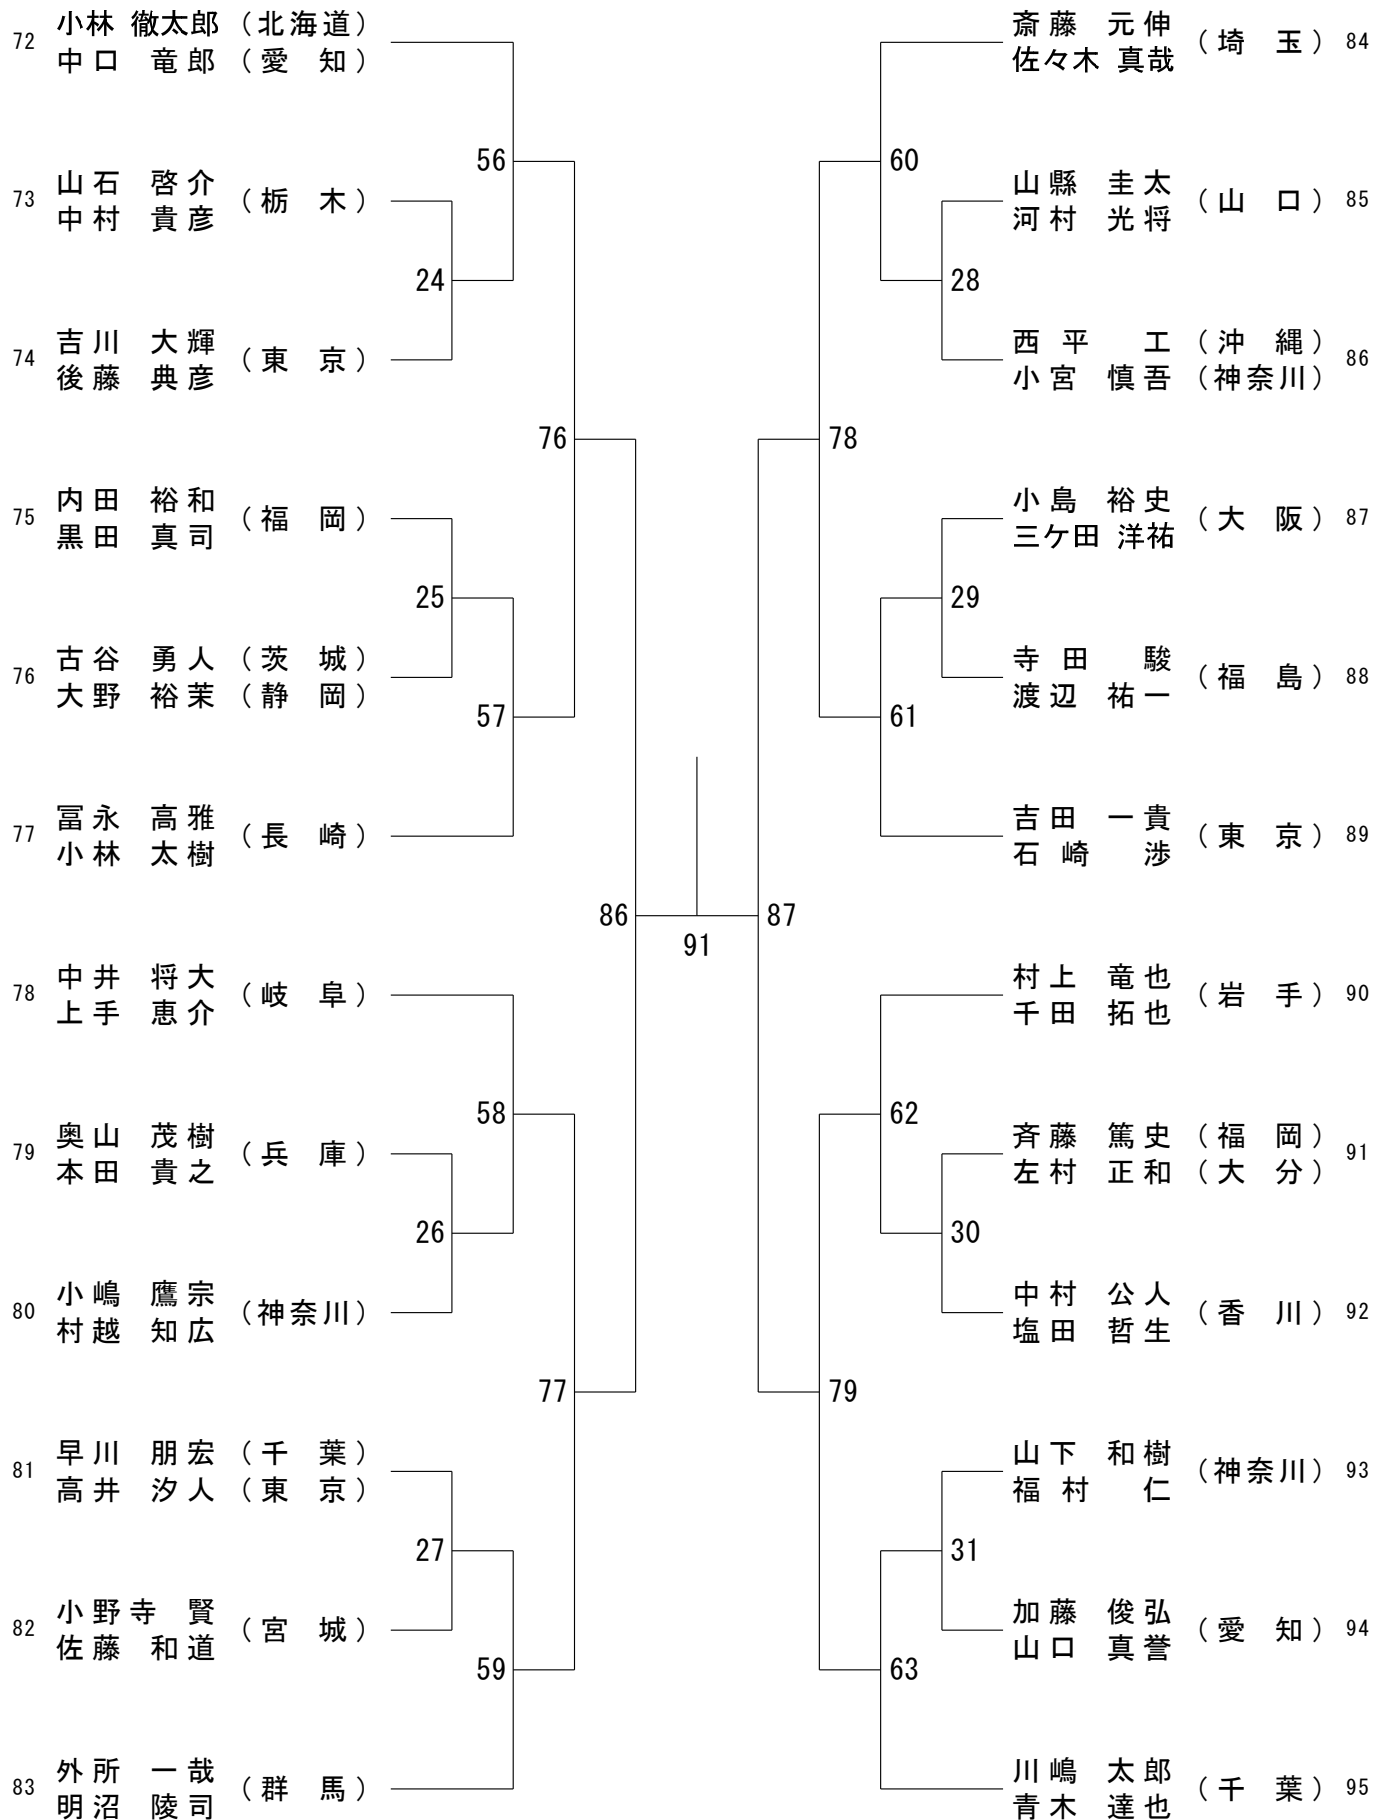 72 小林 徹太郎 (北海道)
中口 竜郎 (愛 知)
56
73 山石 啓介 (栃 木)
中村 貴彦
24
74 吉川 大輝 (東 京)
後藤 典彦
76
75 内田 裕和 (福 岡)
黒田 真司
25
76 古谷 勇人 (茨 城)
大野 裕茉 (静 岡)
57
77 冨永 高雅 (長 崎)
小林 太樹
86
78 中井 将大 (岐 阜)
上手 恵介
58
79 奥山 茂樹 (兵 庫)
本田 貴之
26
80 小嶋 鷹宗 (神奈川)
村越 知広
77
81 早川 朋宏 (千 葉)
高井 汐人 (東 京)
27
82 小野寺 賢 (宮 城)
佐藤 和道
59
83 外所 一哉 (群 馬)
明沼 陵司
91
斎藤 元伸 (埼 玉) 84
佐々木 真哉
60
山縣 圭太 (山 口) 85
河村 光将
28
西平 工 (沖 縄) 86
小宮 慎吾 (神奈川)
78
小島 裕史 (大 阪) 87
三ケ田 洋祐
29
寺田 駿 (福 島) 88
渡辺 祐一
61
吉田 一貴 (東 京) 89
石崎 渉
87
村上 竜也 (岩 手) 90
千田 拓也
62
斉藤 篤史 (福 岡) 91
左村 正和 (大 分)
30
中村 公人 (香 川) 92
塩田 哲生
79
山下 和樹 (神奈川) 93
福村 仁
31
加藤 俊弘 (愛 知) 94
山口 真誉
63
川嶋 太郎 (千 葉) 95
青木 達也